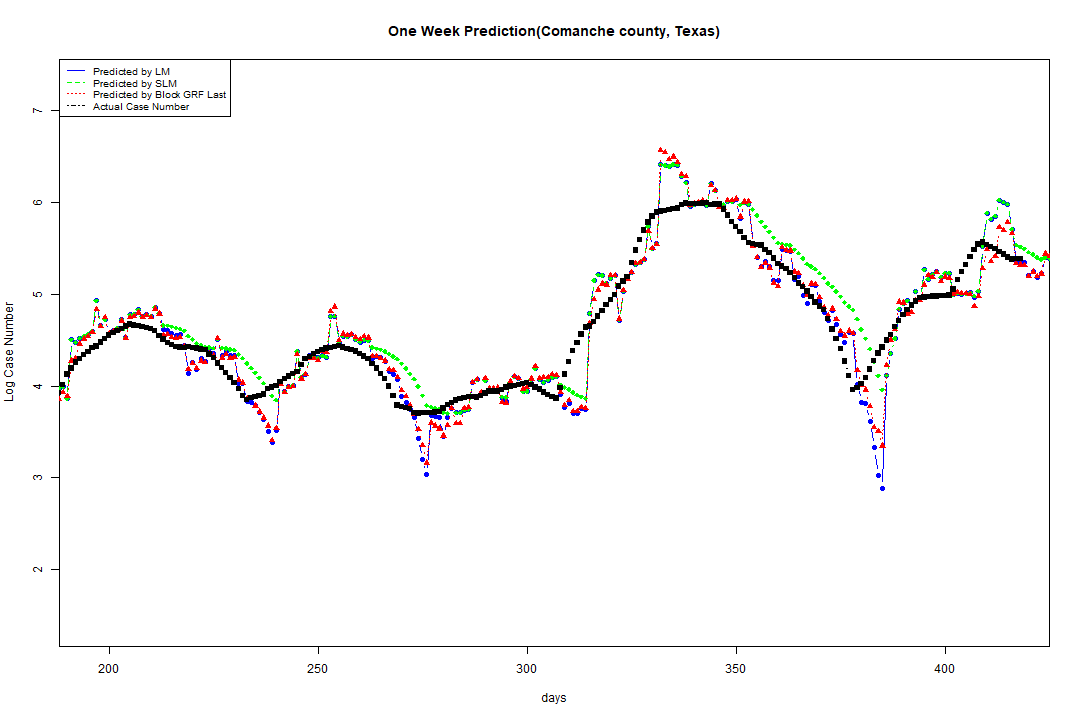 One Week Prediction(Comanche county, Texas)
Predicted by LM
Predicted by SLM
Predicted by Block GRF Last
Actual Case Number
7
6
5
4
3
2
Log Case Number
200 250 300 350 400
days